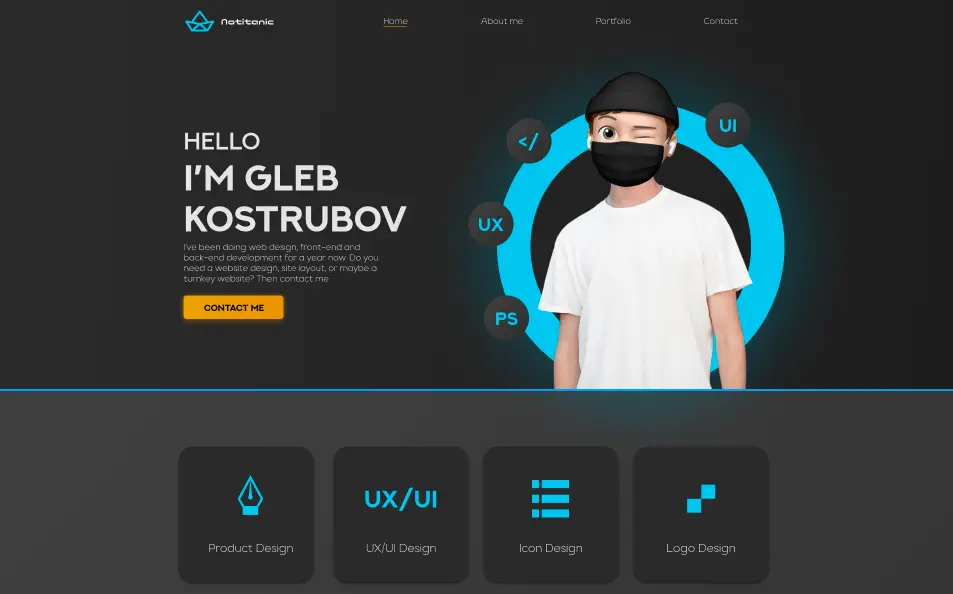 Notitanic
Home
About me
Portfolio
Contact
HELLO
I'M GLEB
KOSTRUBOV
I've been doing web design, front-end and
back-end development for a year now. Do you
need a website design, site layout, or maybe a
turnkey website? Then contact me
CONTACT ME
</
UI
UX
PS
UX/UI
Product Design
UX/UI Design
Icon Design
Logo Design